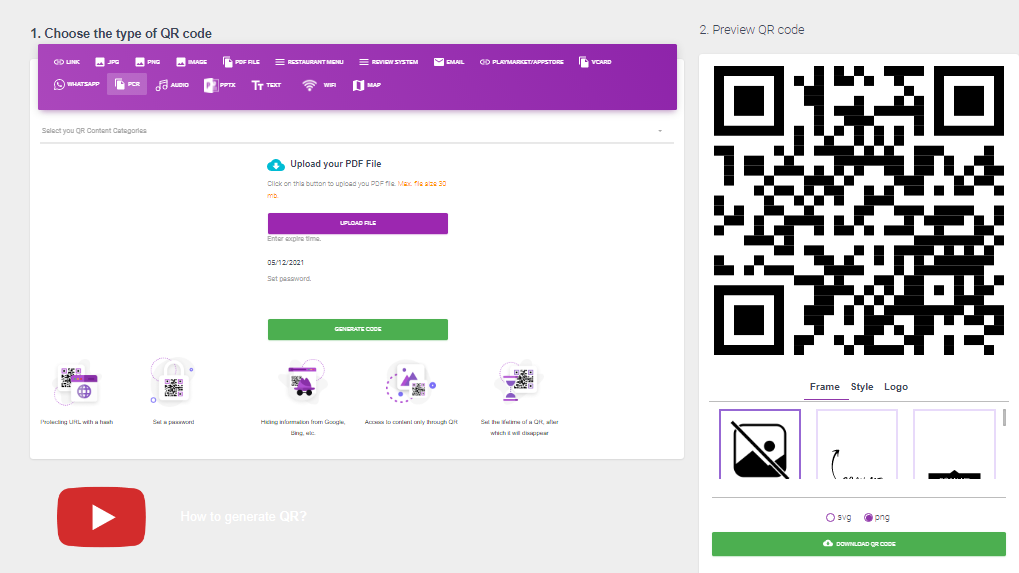 1. Choose the type of QR code
LINK JPG PNG IMAGE PDF FILE RESTAURANT MENU REVIEW SYSTEM EMAIL PLAYMARKET/APPSTORE VCARD
WHATSAPP PCR AUDIO PPTX TEXT WIFI MAP
Select you QR Content Categories
Upload your PDF File
Click on this button to upload you PDF file. Max. file size 30
mb.
UPLOAD FILE
Enter expire time.
05/12/2021
Set password.
GENERATE CODE
Protecting URL with a hash
Set a password
Hiding information from Google,
Bing, etc.
Access to content only through QR
Set the lifetime of a QR, after
which it will disappear
How to generate QR?
2. Preview QR code
Frame Style Logo
svg png
DOWNLOAD QR CODE